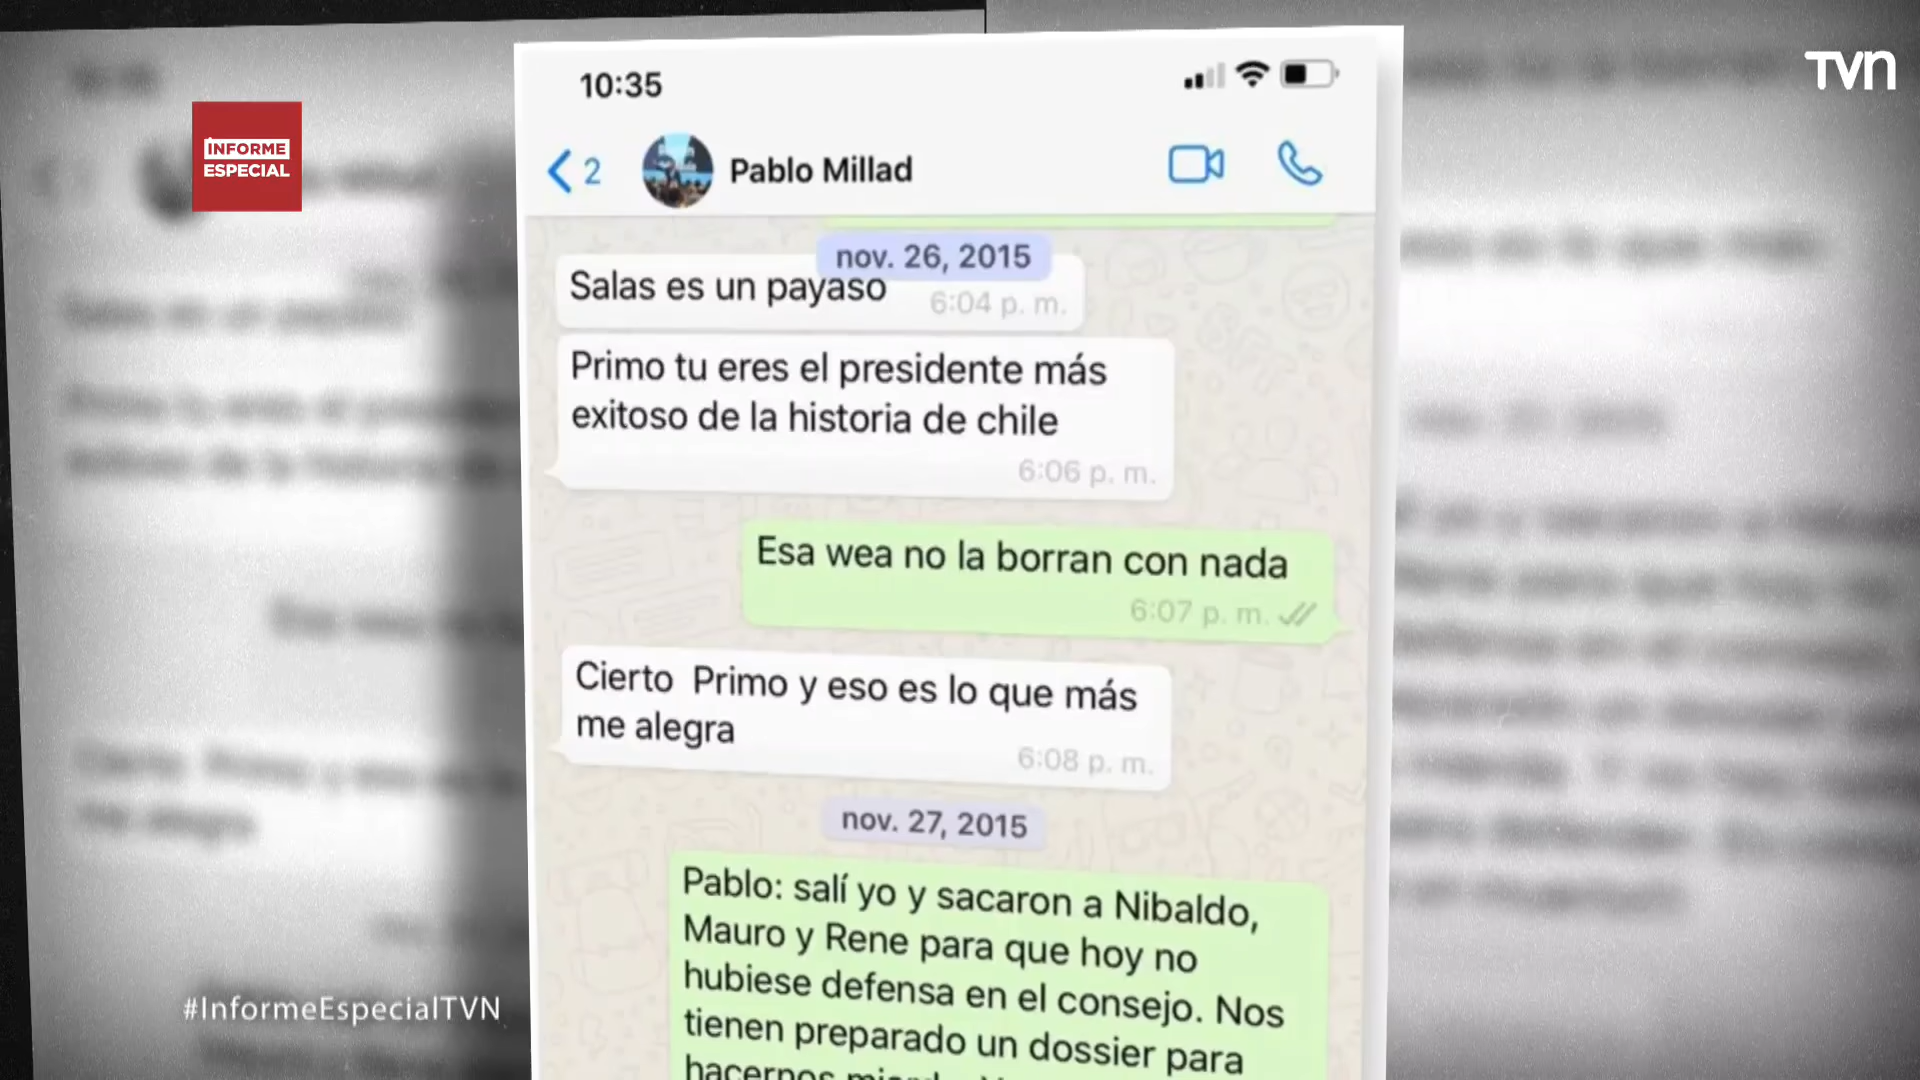 TVN
INFORME
ESPECIAL
10:35
2
Pablo Millad
nov. 26, 2015
Salas es un payaso
6:04 p. m.
Primo tu eres el presidente más
exitoso de la historia de chile
6:06 p. m.
Esa wea no la borran con nada
6:07 p. m.
Cierto  Primo y eso es lo que más
me alegra
6:08 p. m.
nov. 27, 2015
Pablo: salí yo y sacaron a Nibaldo,
Mauro y Rene para que hoy no
hubiese defensa en el consejo. Nos
tienen preparado un dossier para
hacernos
#InformeEspecialTVN